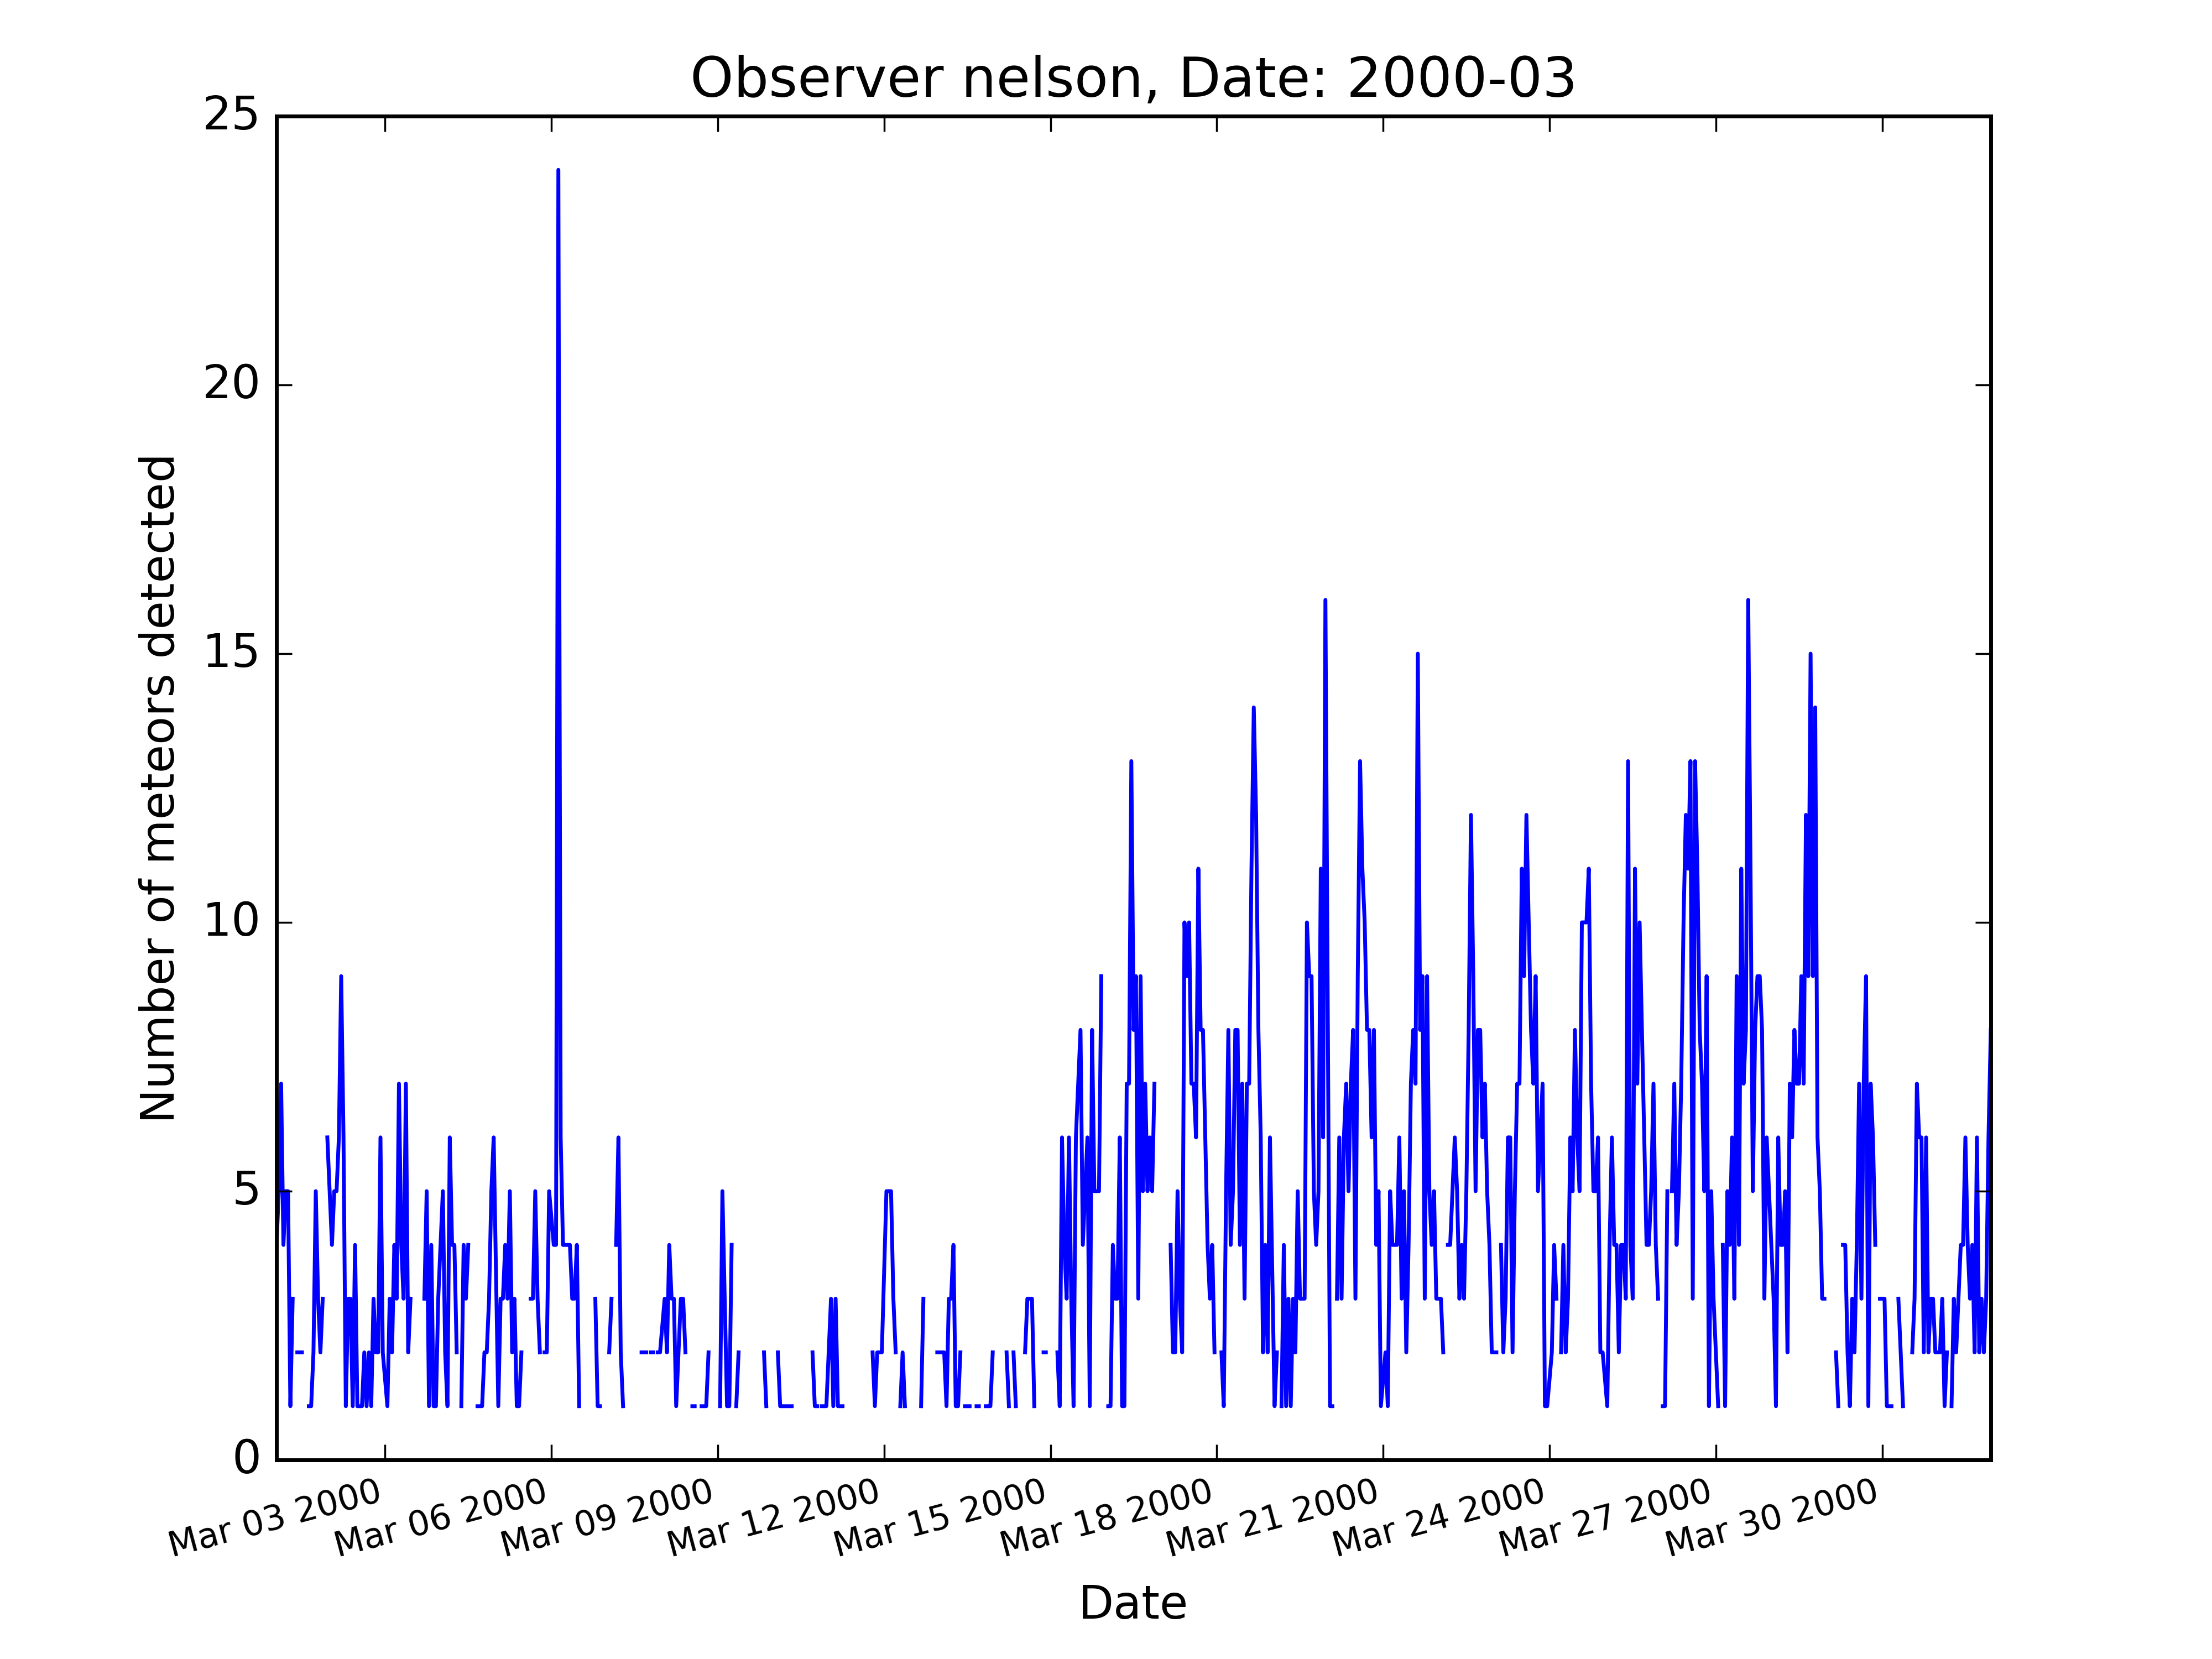 Observer nelson, Date: 2000-03
25
20
15
10
5
0
Number of meteors detected
Mar 03 2000
Mar 06 2000
Mar 09 2000
Mar 12 2000
Mar 15 2000
Mar 18 2000
Mar 21 2000
Mar 24 2000
Mar 27 2000
Mar 30 2000
Date